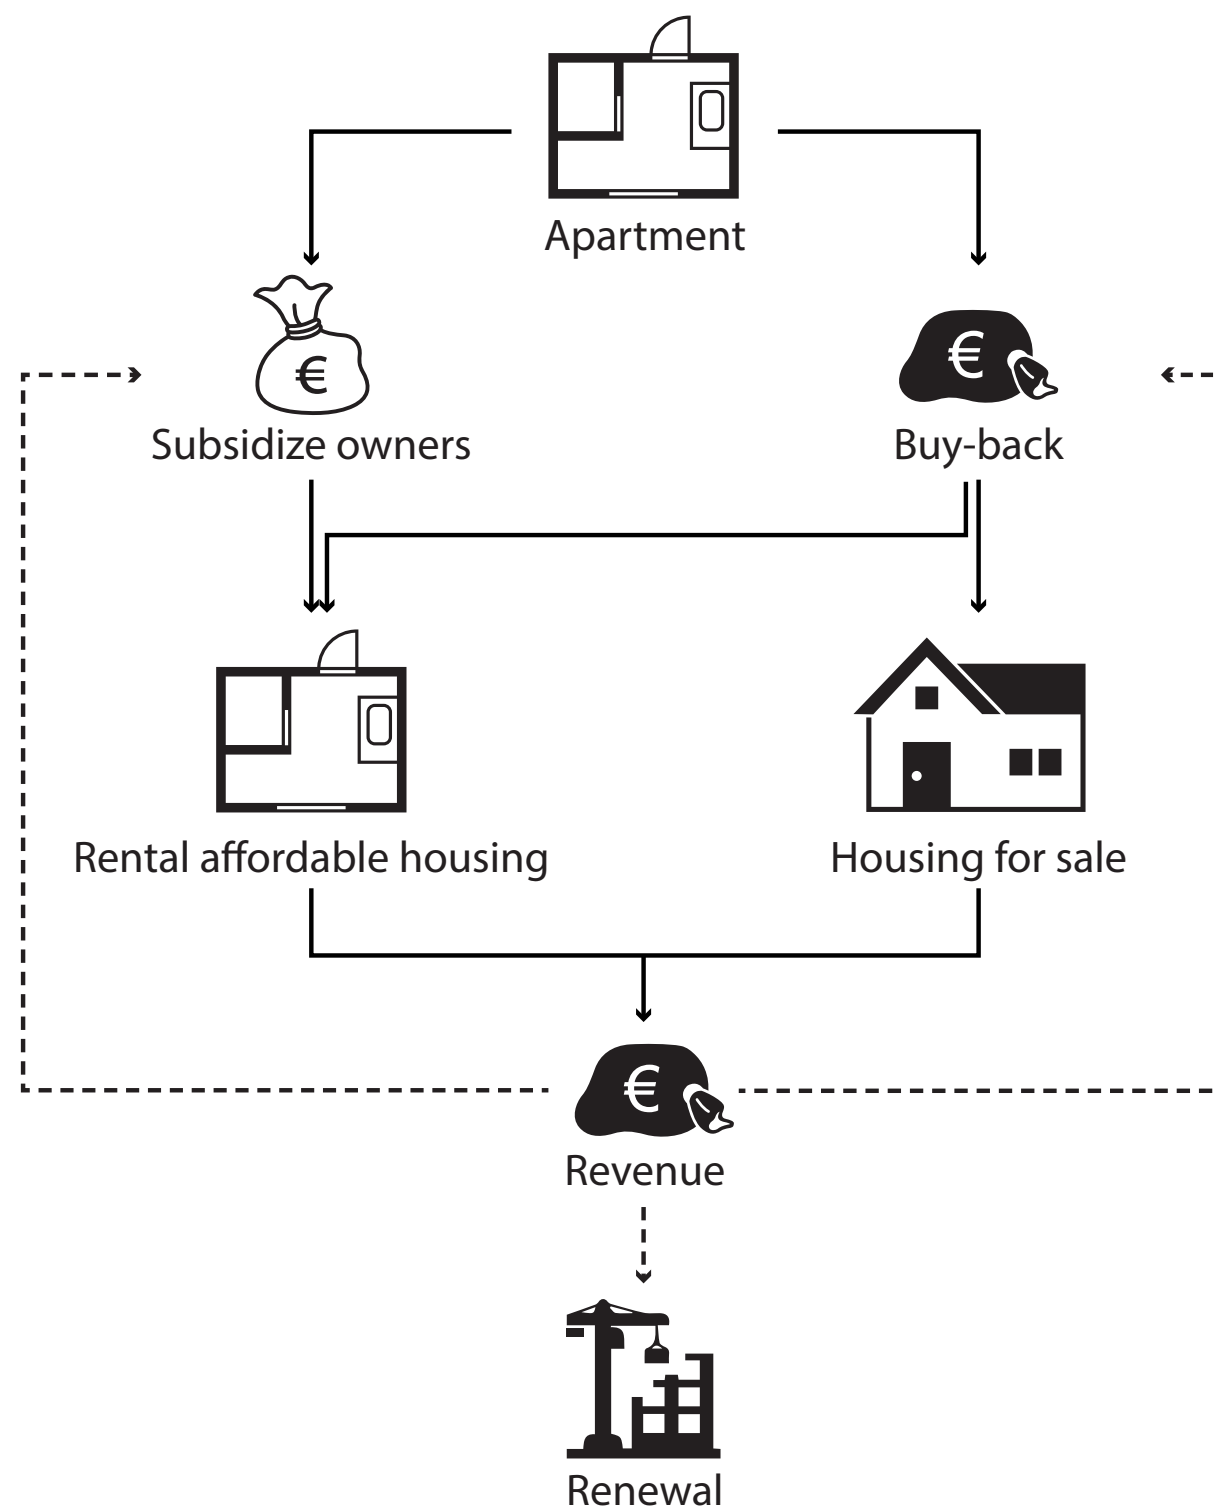 Apartment
€
€
Subsidize owners
Buy-back
Rental affordable housing
Housing for sale
€
Revenue
Renewal